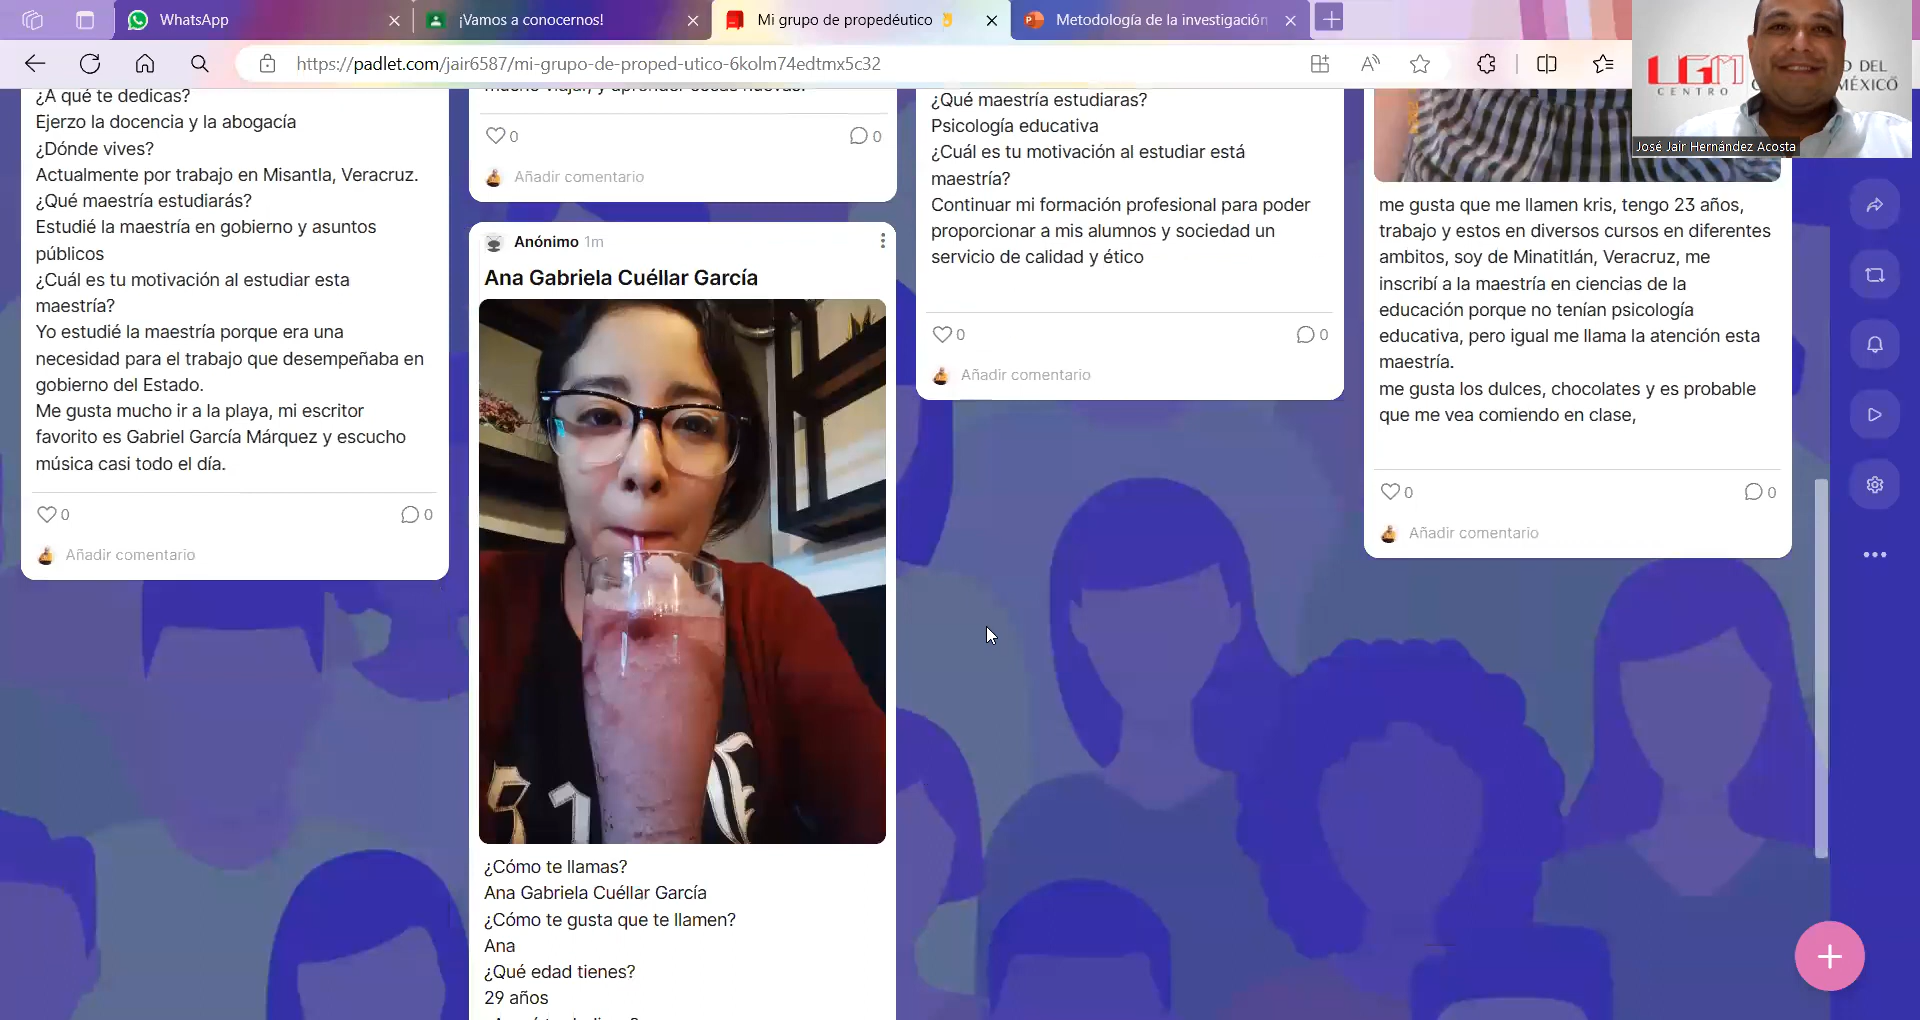 WhatsApp
¡Vamos a conocernos!
Mi grupo de propedéutico
Metodología de la investigación
https://padlet.com/jair6587/mi-grupo-de-proped-utico-6kolm74edtmx5c32
¿A qué te dedicas?
Ejerzo la docencia y la abogacía
¿Dónde vives?
Actualmente por trabajo en Misantla, Veracruz.
¿Qué maestría estudiarás?
Estudié la maestría en gobierno y asuntos
públicos
¿Cuál es tu motivación al estudiar esta
maestría?
Yo estudié la maestría porque era una
necesidad para el trabajo que desempeñaba en
gobierno del Estado.
Me gusta mucho ir a la playa, mi escritor
favorito es Gabriel García Márquez y escucho
música casi todo el día.
0
0
Añadir comentario
mucho viajar, y aprender cosas nuevas.
0
0
Añadir comentario
Anónimo 1m
Ana Gabriela Cuéllar García
¿Cómo te llamas?
Ana Gabriela Cuéllar García
¿Cómo te gusta que te llamen?
Ana
¿Qué edad tienes?
29 años
¿Qué maestría estudiaras?
Psicología educativa
¿Cuál es tu motivación al estudiar está
maestría?
Continuar mi formación profesional para poder
proporcionar a mis alumnos y sociedad un
servicio de calidad y ético
0
0
Añadir comentario
me gusta que me llamen kris, tengo 23 años,
trabajo y estos en diversos cursos en diferentes
ambitos, soy de Minatitlán, Veracruz, me
inscribí a la maestría en ciencias de la
educación porque no tenían psicología
educativa, pero igual me llama la atención esta
maestría.
me gusta los dulces, chocolates y es probable
que me vea comiendo en clase,
0
0
Añadir comentario
UGM
CENTRO
DEL
MÉXICO
José Jair Hernández Acosta